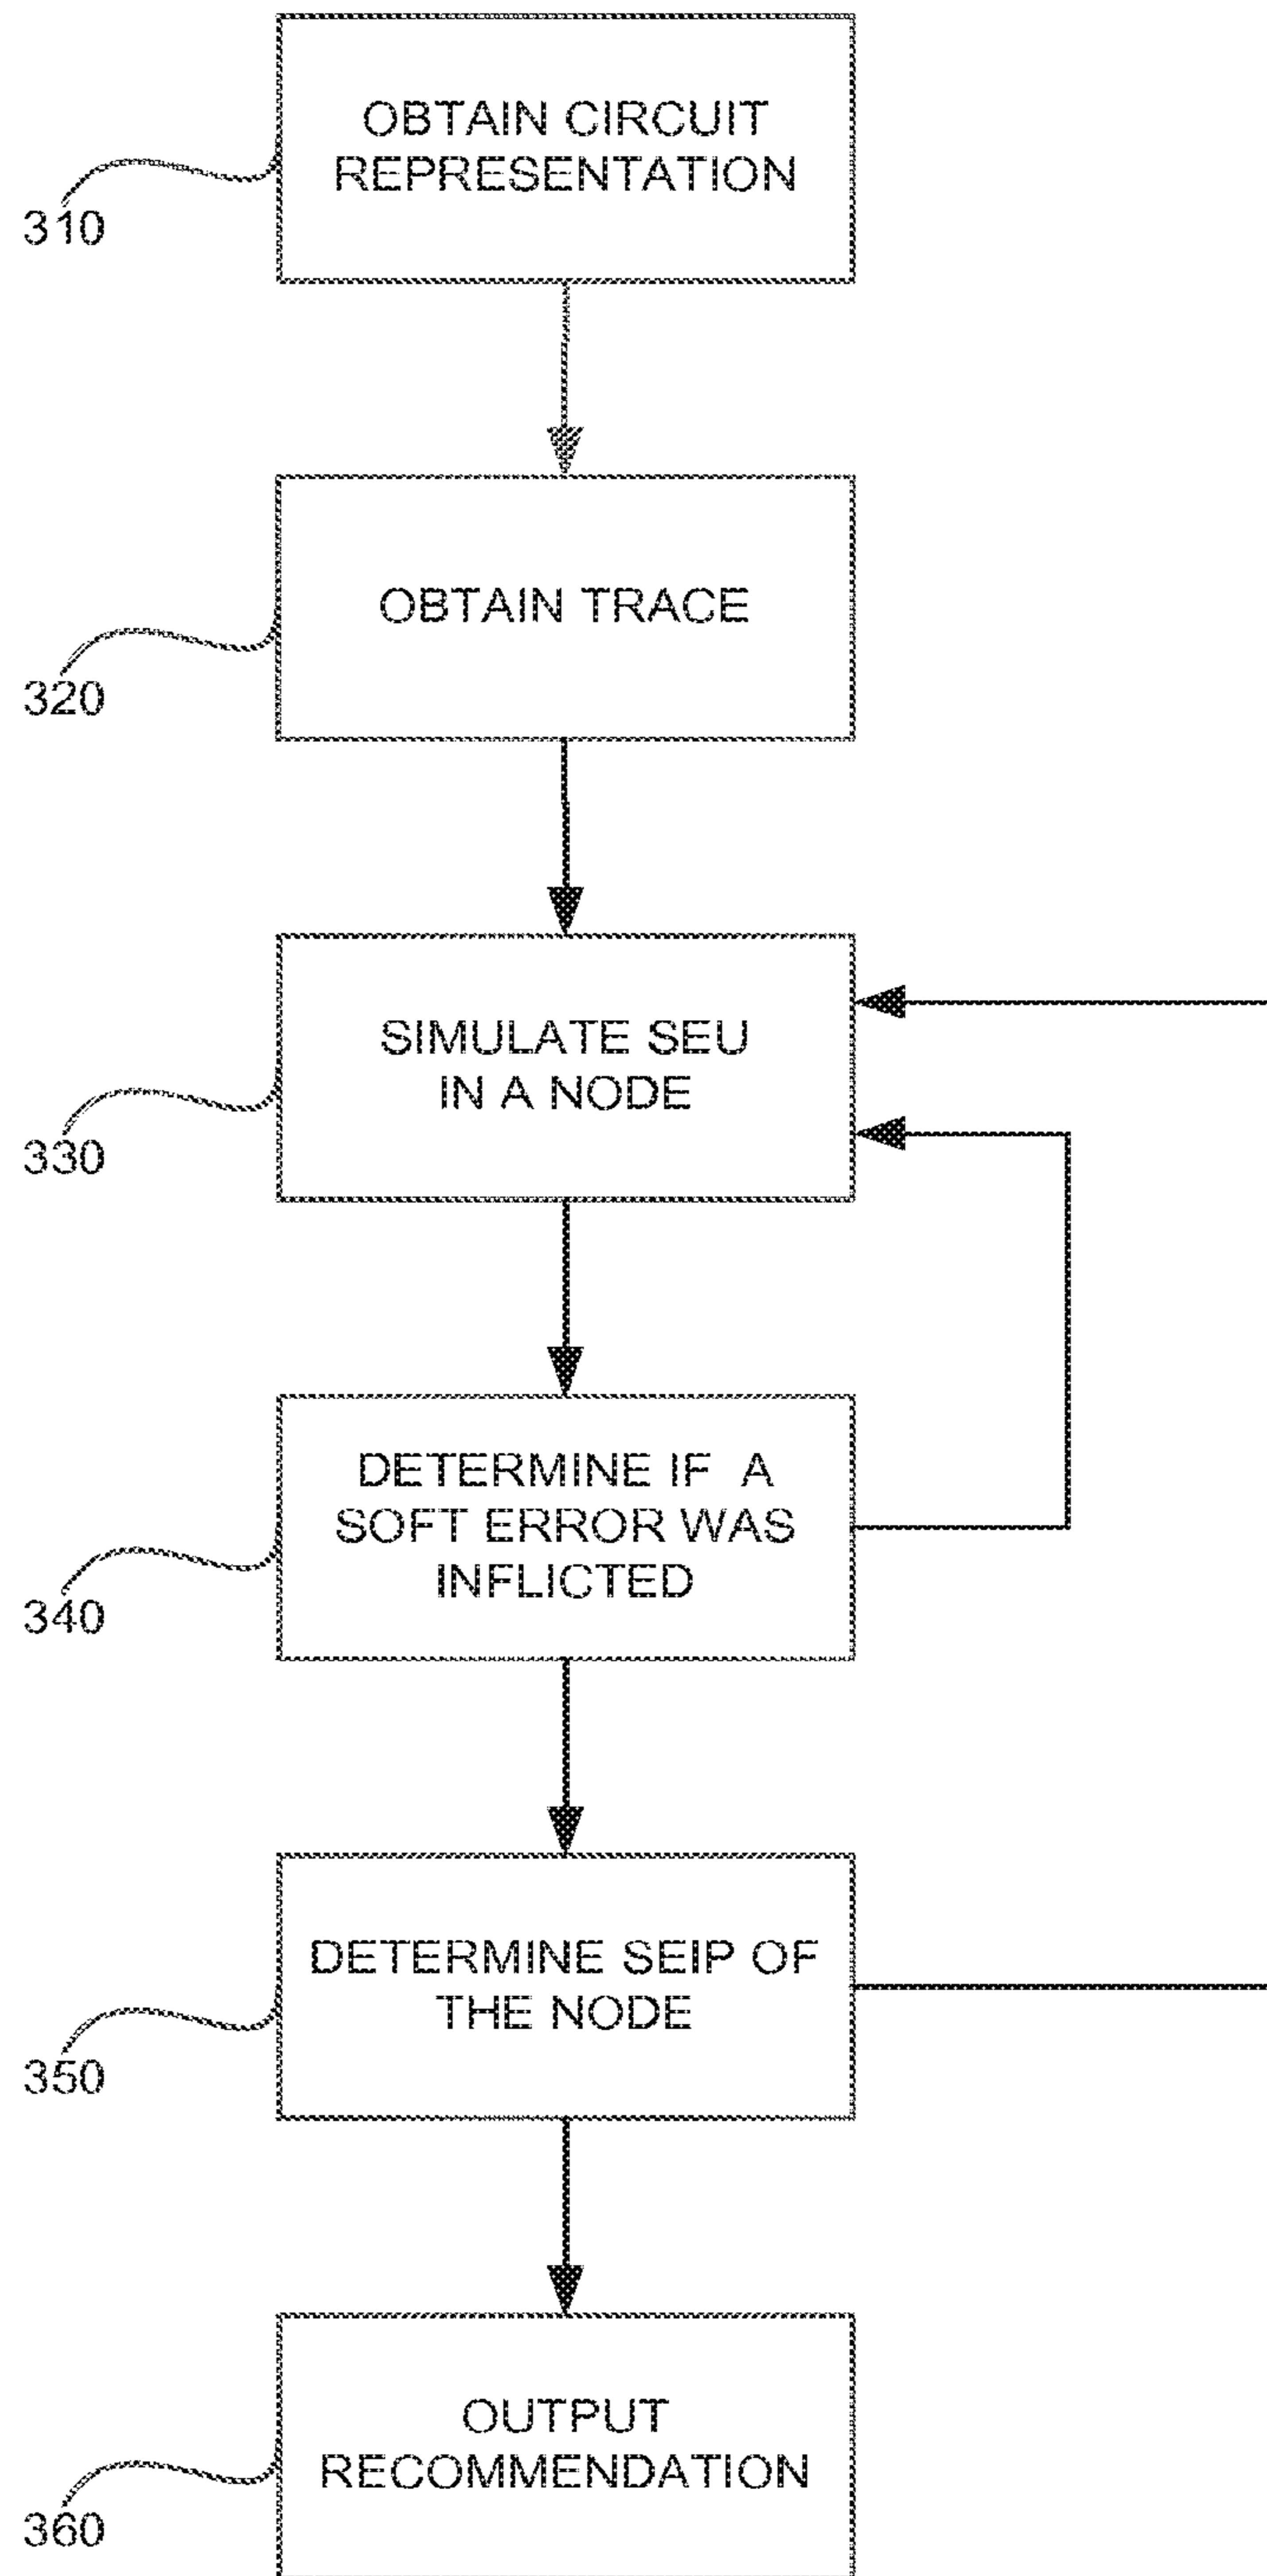 OBTAIN CIRCUIT
REPRESENTATION
310
OBTAIN TRACE
320
SIMULATE SEU
IN A NODE
330
DETERMINE IF A
SOFT ERROR WAS
INFLICTED
340
DETERMINE SEIP OF
THE NODE
350
OUTPUT
RECOMMENDATION
360